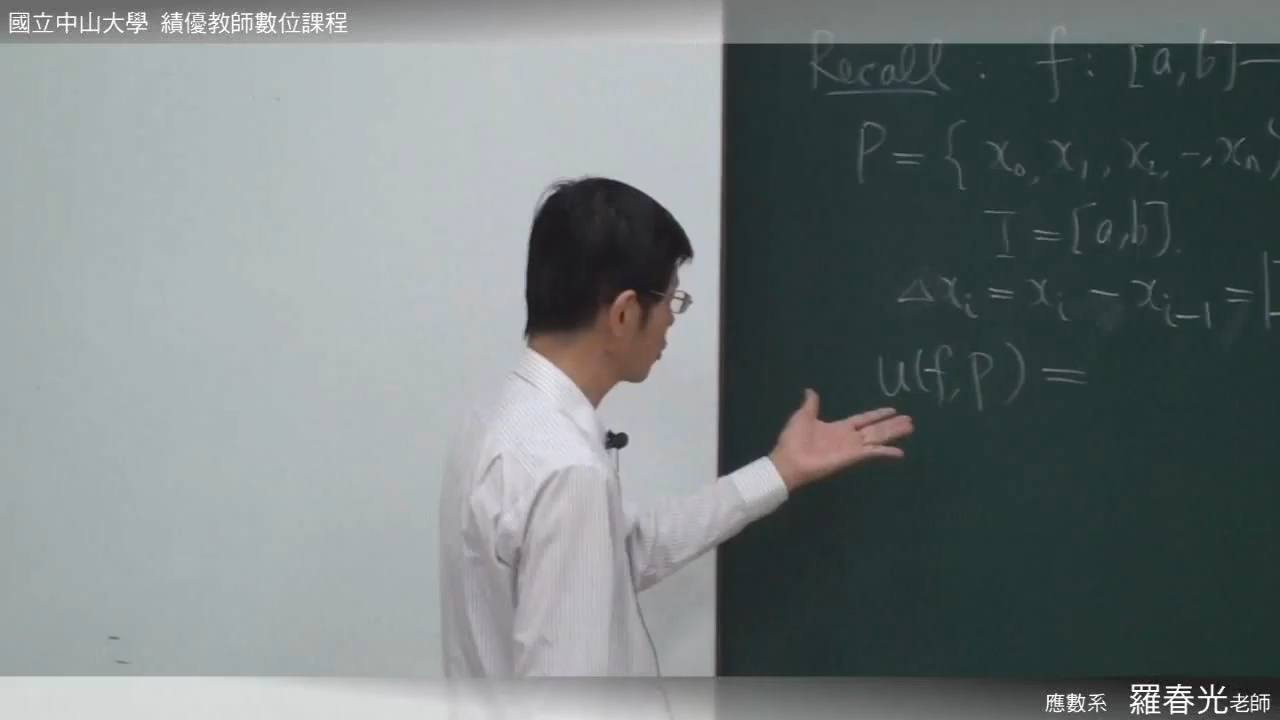 國立中山大學 績優教師數位課程
Recall : f : [a, b] —
P = { x₀, x₁, x₂, –, xₙ }
I = [a, b].
Δxᵢ = xᵢ − xᵢ₋₁ = |
U(f, P) =
應數系 羅春光老師